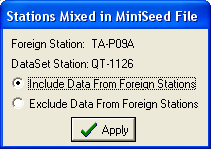 Stations Mixed in MiniSeed File
Foreign Station: TA-P09A
DataSet Station: QT-1126
Include Data From Foreign Stations
Exclude Data From Foreign Stations
Apply